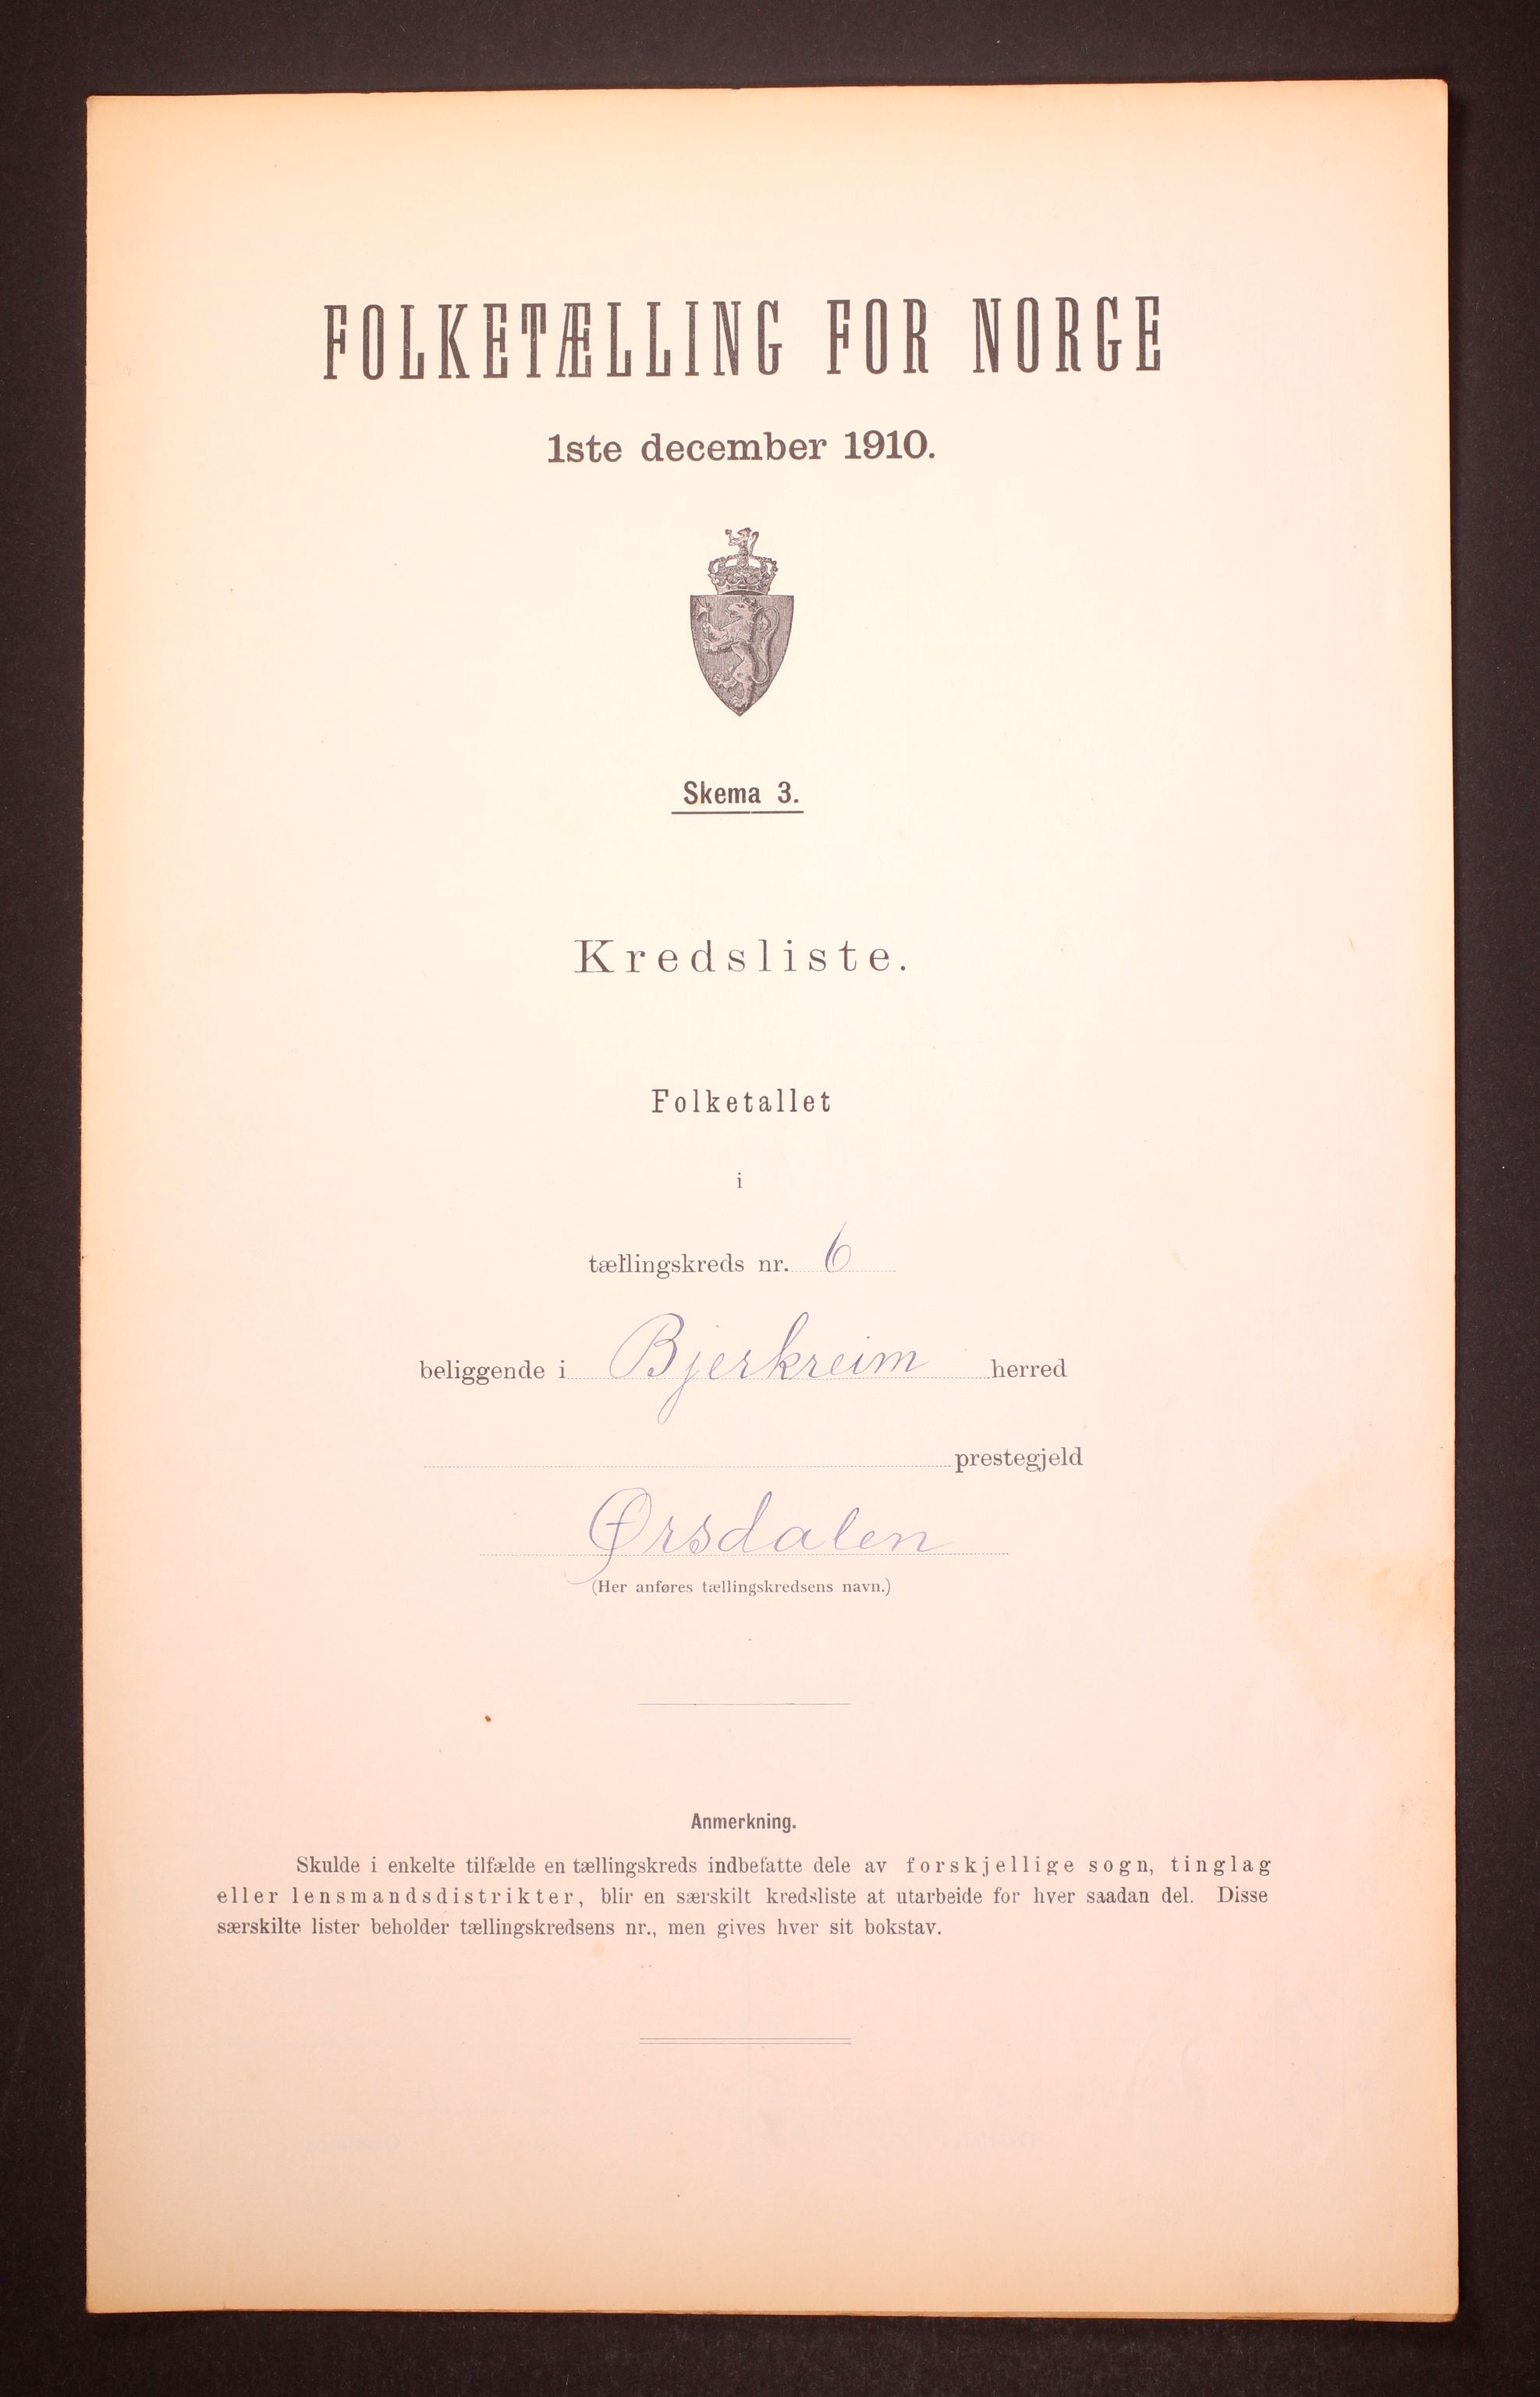 FOLKETÆLLING FOR NORGE
1ste december 1910.
Skema 3.
Kredsliste.
Folketallet
i
tællingskreds nr. 6
beliggende i Bjerkreim herred
prestegjeld
Ørsdalen
(Her anføres tællingskredsens navn.)
Anmerkning.
Skulde i enkelte tilfælde en tællingskreds indbefatte dele av forskjellige sogn, tinglag
eller lensmandsdistrikter, blir en særskilt kredsliste at utarbeide for hver saadan del. Disse
særskilte lister beholder tællingskredsens nr., men gives hver sit bokstav.